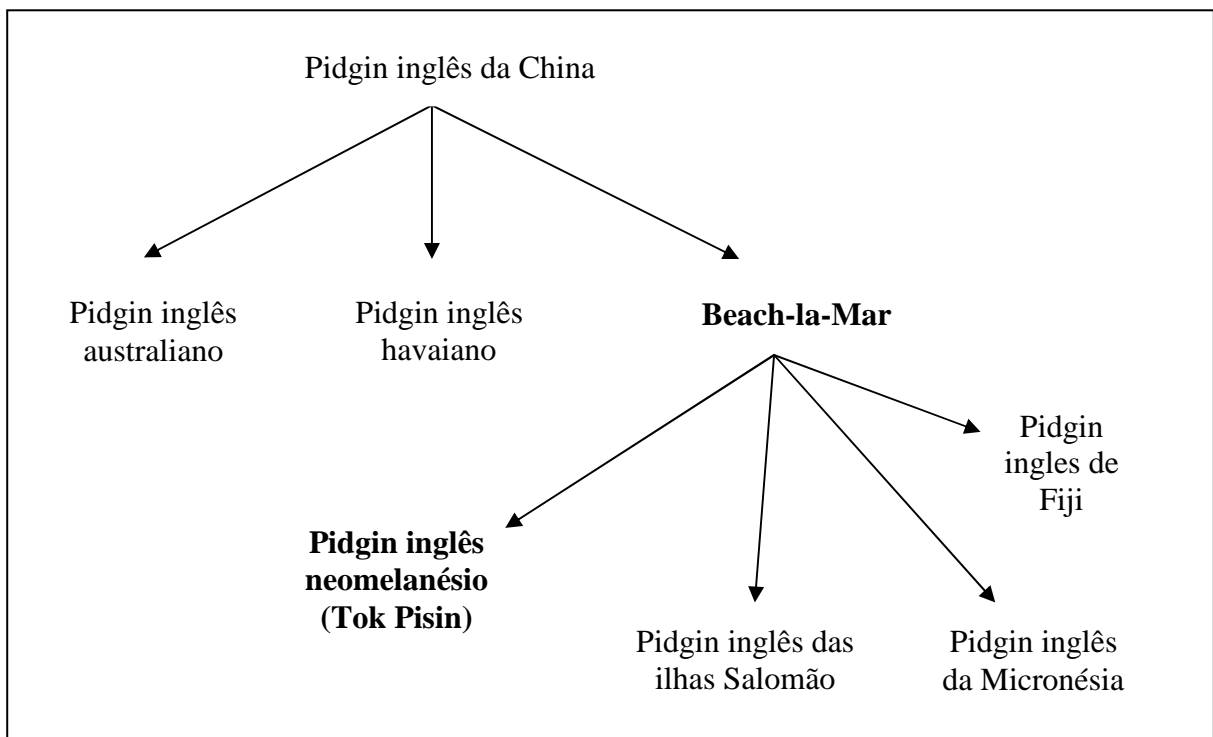 Pidgin inglês da China
Pidgin inglês
australiano
Pidgin inglês
havaiano
Beach-la-Mar
Pidgin
ingles de
Fiji
Pidgin inglês
neomelanésio
(Tok Pisin)
Pidgin inglês das
ilhas Salomão
Pidgin inglês
da Micronésia